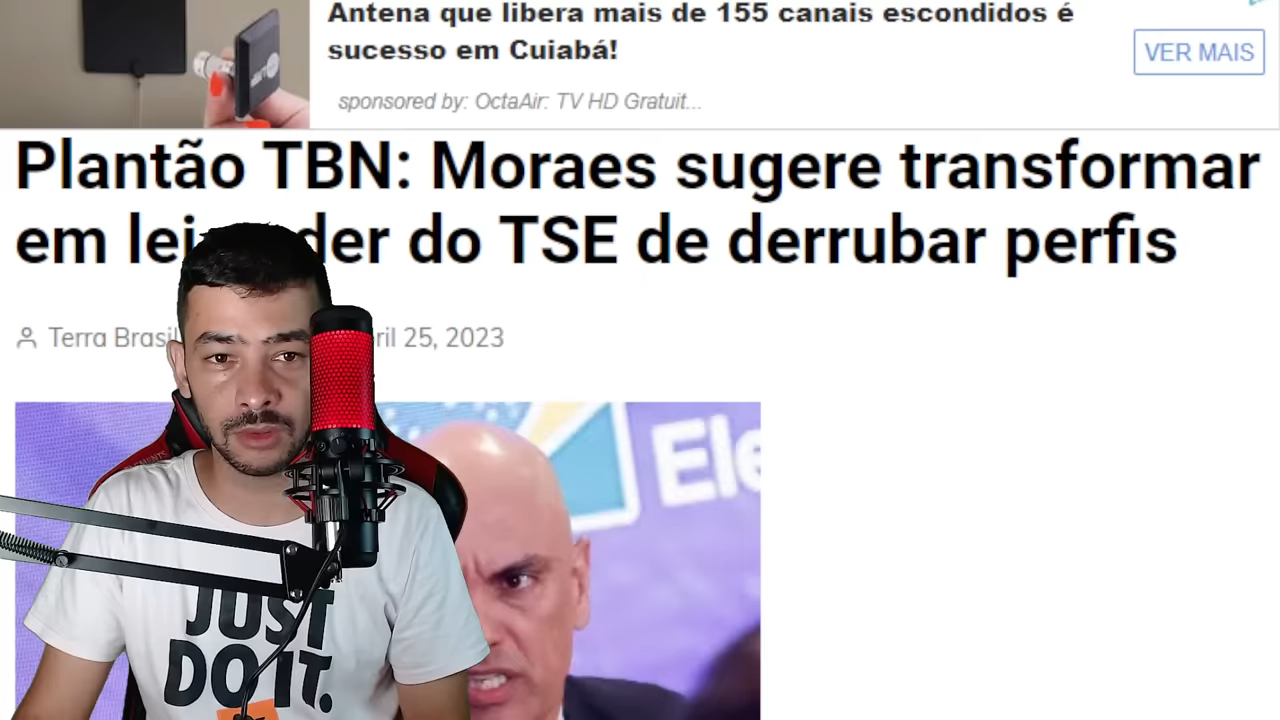 Antena que libera mais de 155 canais escondidos é
sucesso em Cuiabá!
VER MAIS
sponsored by: OctaAir: TV HD Gratuit...
Plantão TBN: Moraes sugere transformar
em lei der do TSE de derrubar perfis
Terra Brasil ril 25, 2023
Ele
JUST
DO IT.